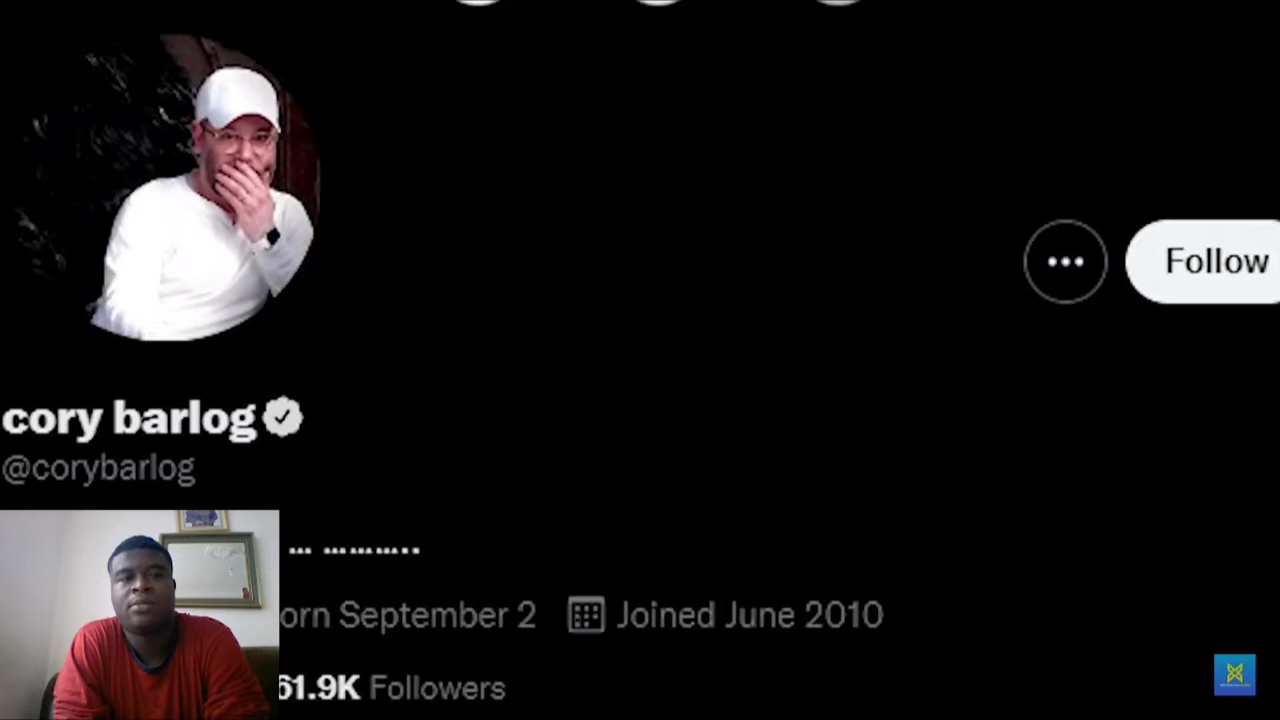 Follow
cory barlog
@corybarlog
orn September 2 Joined June 2010
61.9K Followers